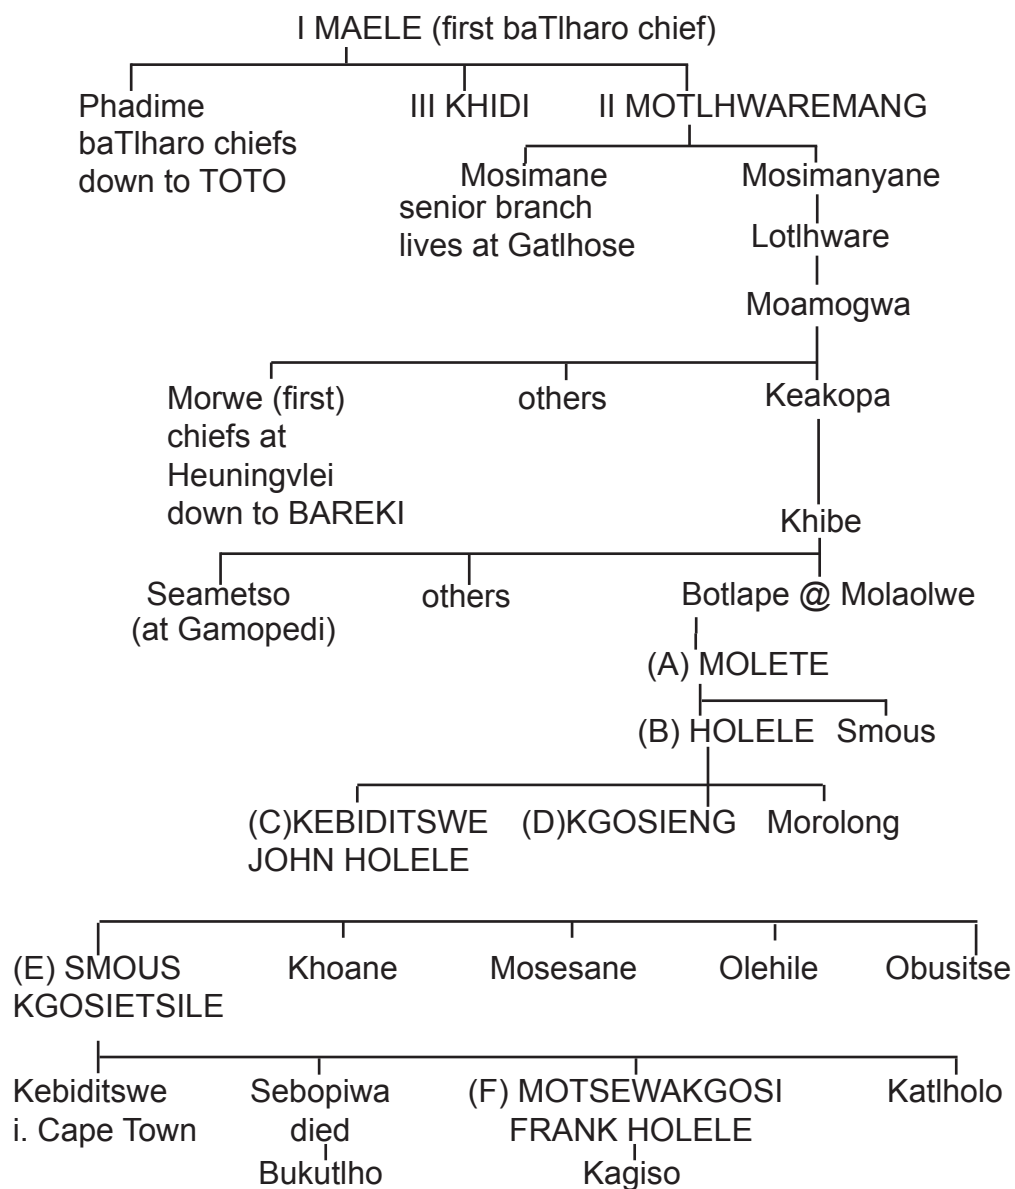 I MAELE (first baTlharo chief)
Phadime III KHIDI II MOTLHWAREMANG
baTlharo chiefs
down to TOTO
Mosimane Mosimanyane
senior branch
lives at Gatlhose
Lotlhware
Moamogwa
Morwe (first) others Keakopa
chiefs at
Heuningvlei
down to BAREKI
Khibe
Seametso others Botlape @ Molaolwe
(at Gamopedi)
(A) MOLETE
(B) HOLELE Smous
(C)KEBIDITSWE (D)KGOSIENG Morolong
JOHN HOLELE
(E) SMOUS Khoane Mosesane Olehile Obusitse
KGOSIETSILE
Kebiditswe Sebopiwa (F) MOTSEWAKGOSI Katlholo
i. Cape Town died FRANK HOLELE
Bukutlho Kagiso